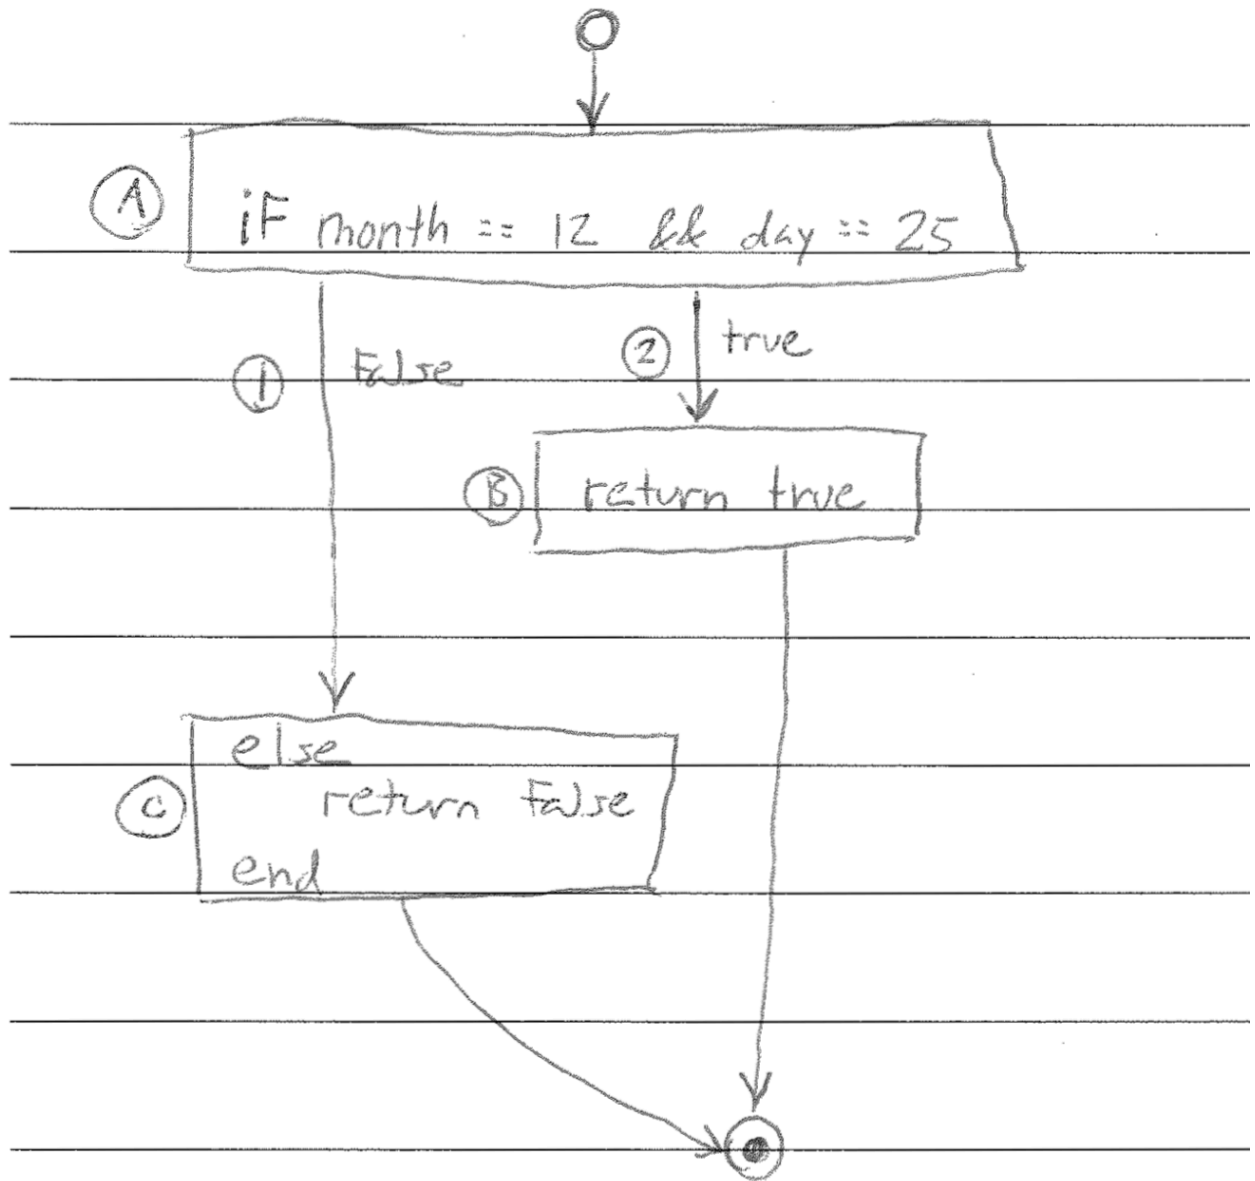 A
if month == 12 && day == 25
1 False
2 true
B return true
else
C return false
end